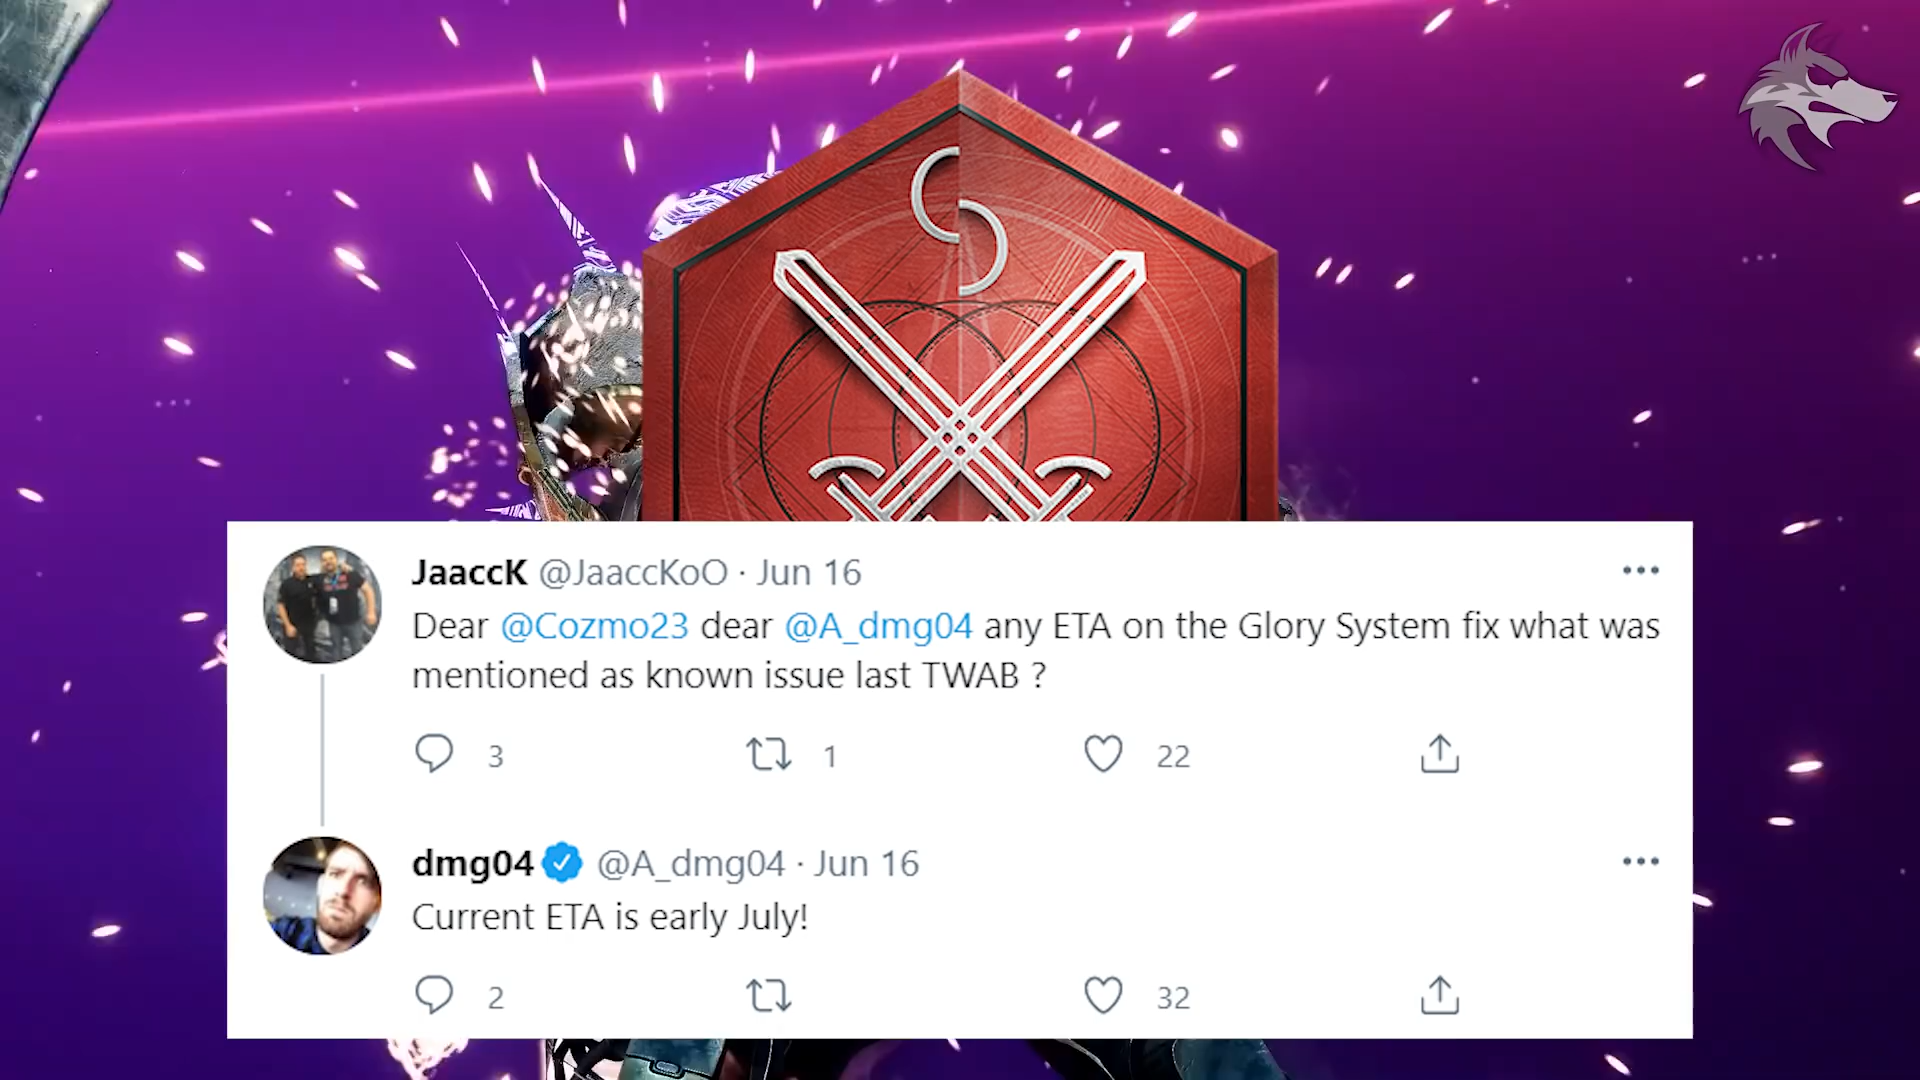 JaaccK @JaaccKoO · Jun 16
Dear @Cozmo23 dear @A_dmg04 any ETA on the Glory System fix what was
mentioned as known issue last TWAB ?
3 1 22
dmg04 @A_dmg04 · Jun 16
Current ETA is early July!
2 32